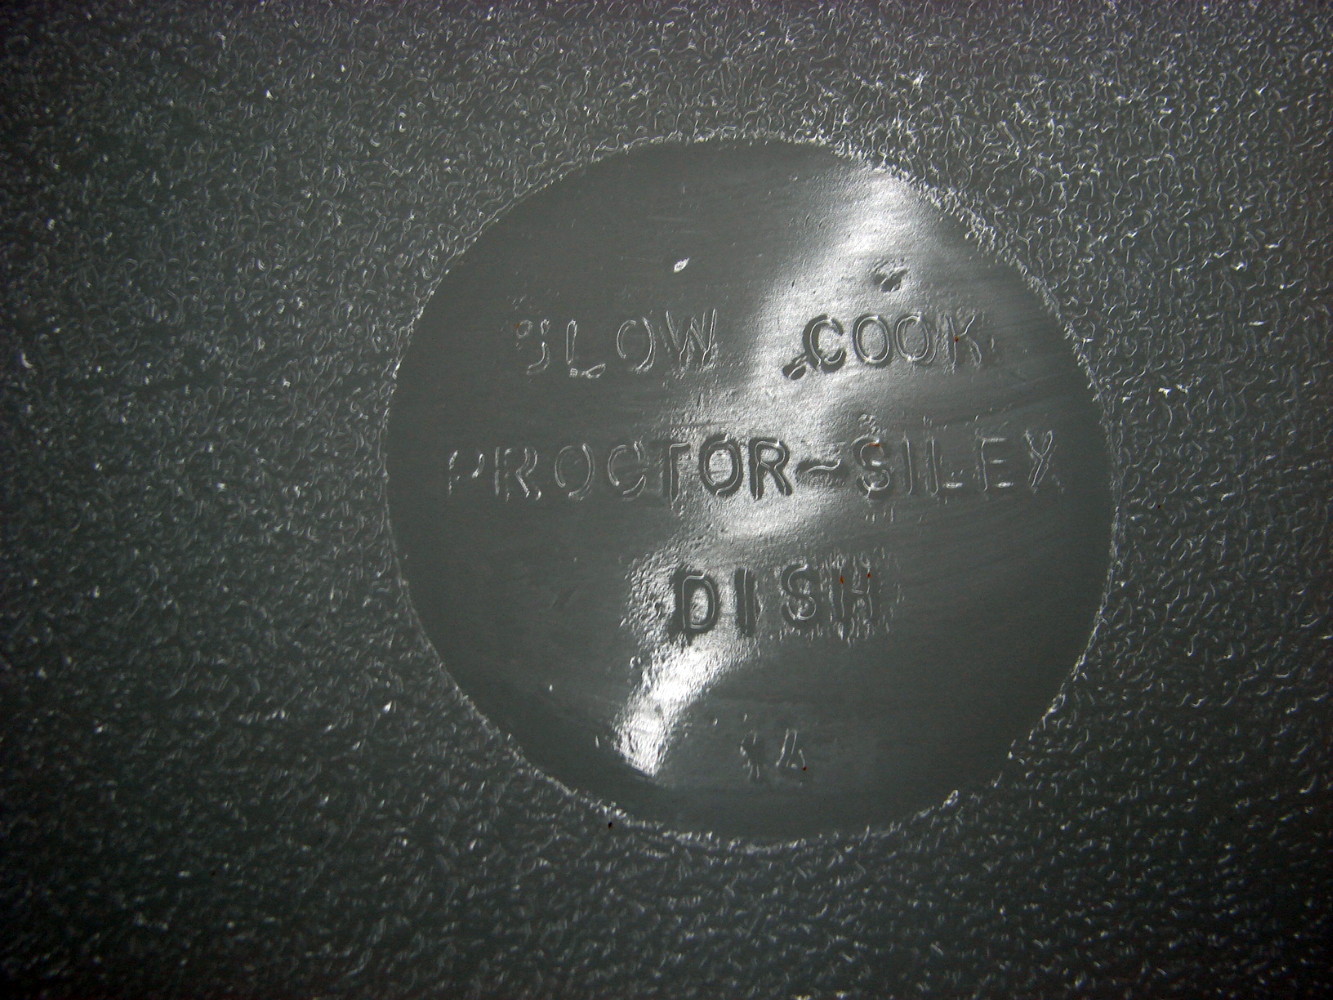 SLOW COOK
PROCTOR-SILEX
DISH
14